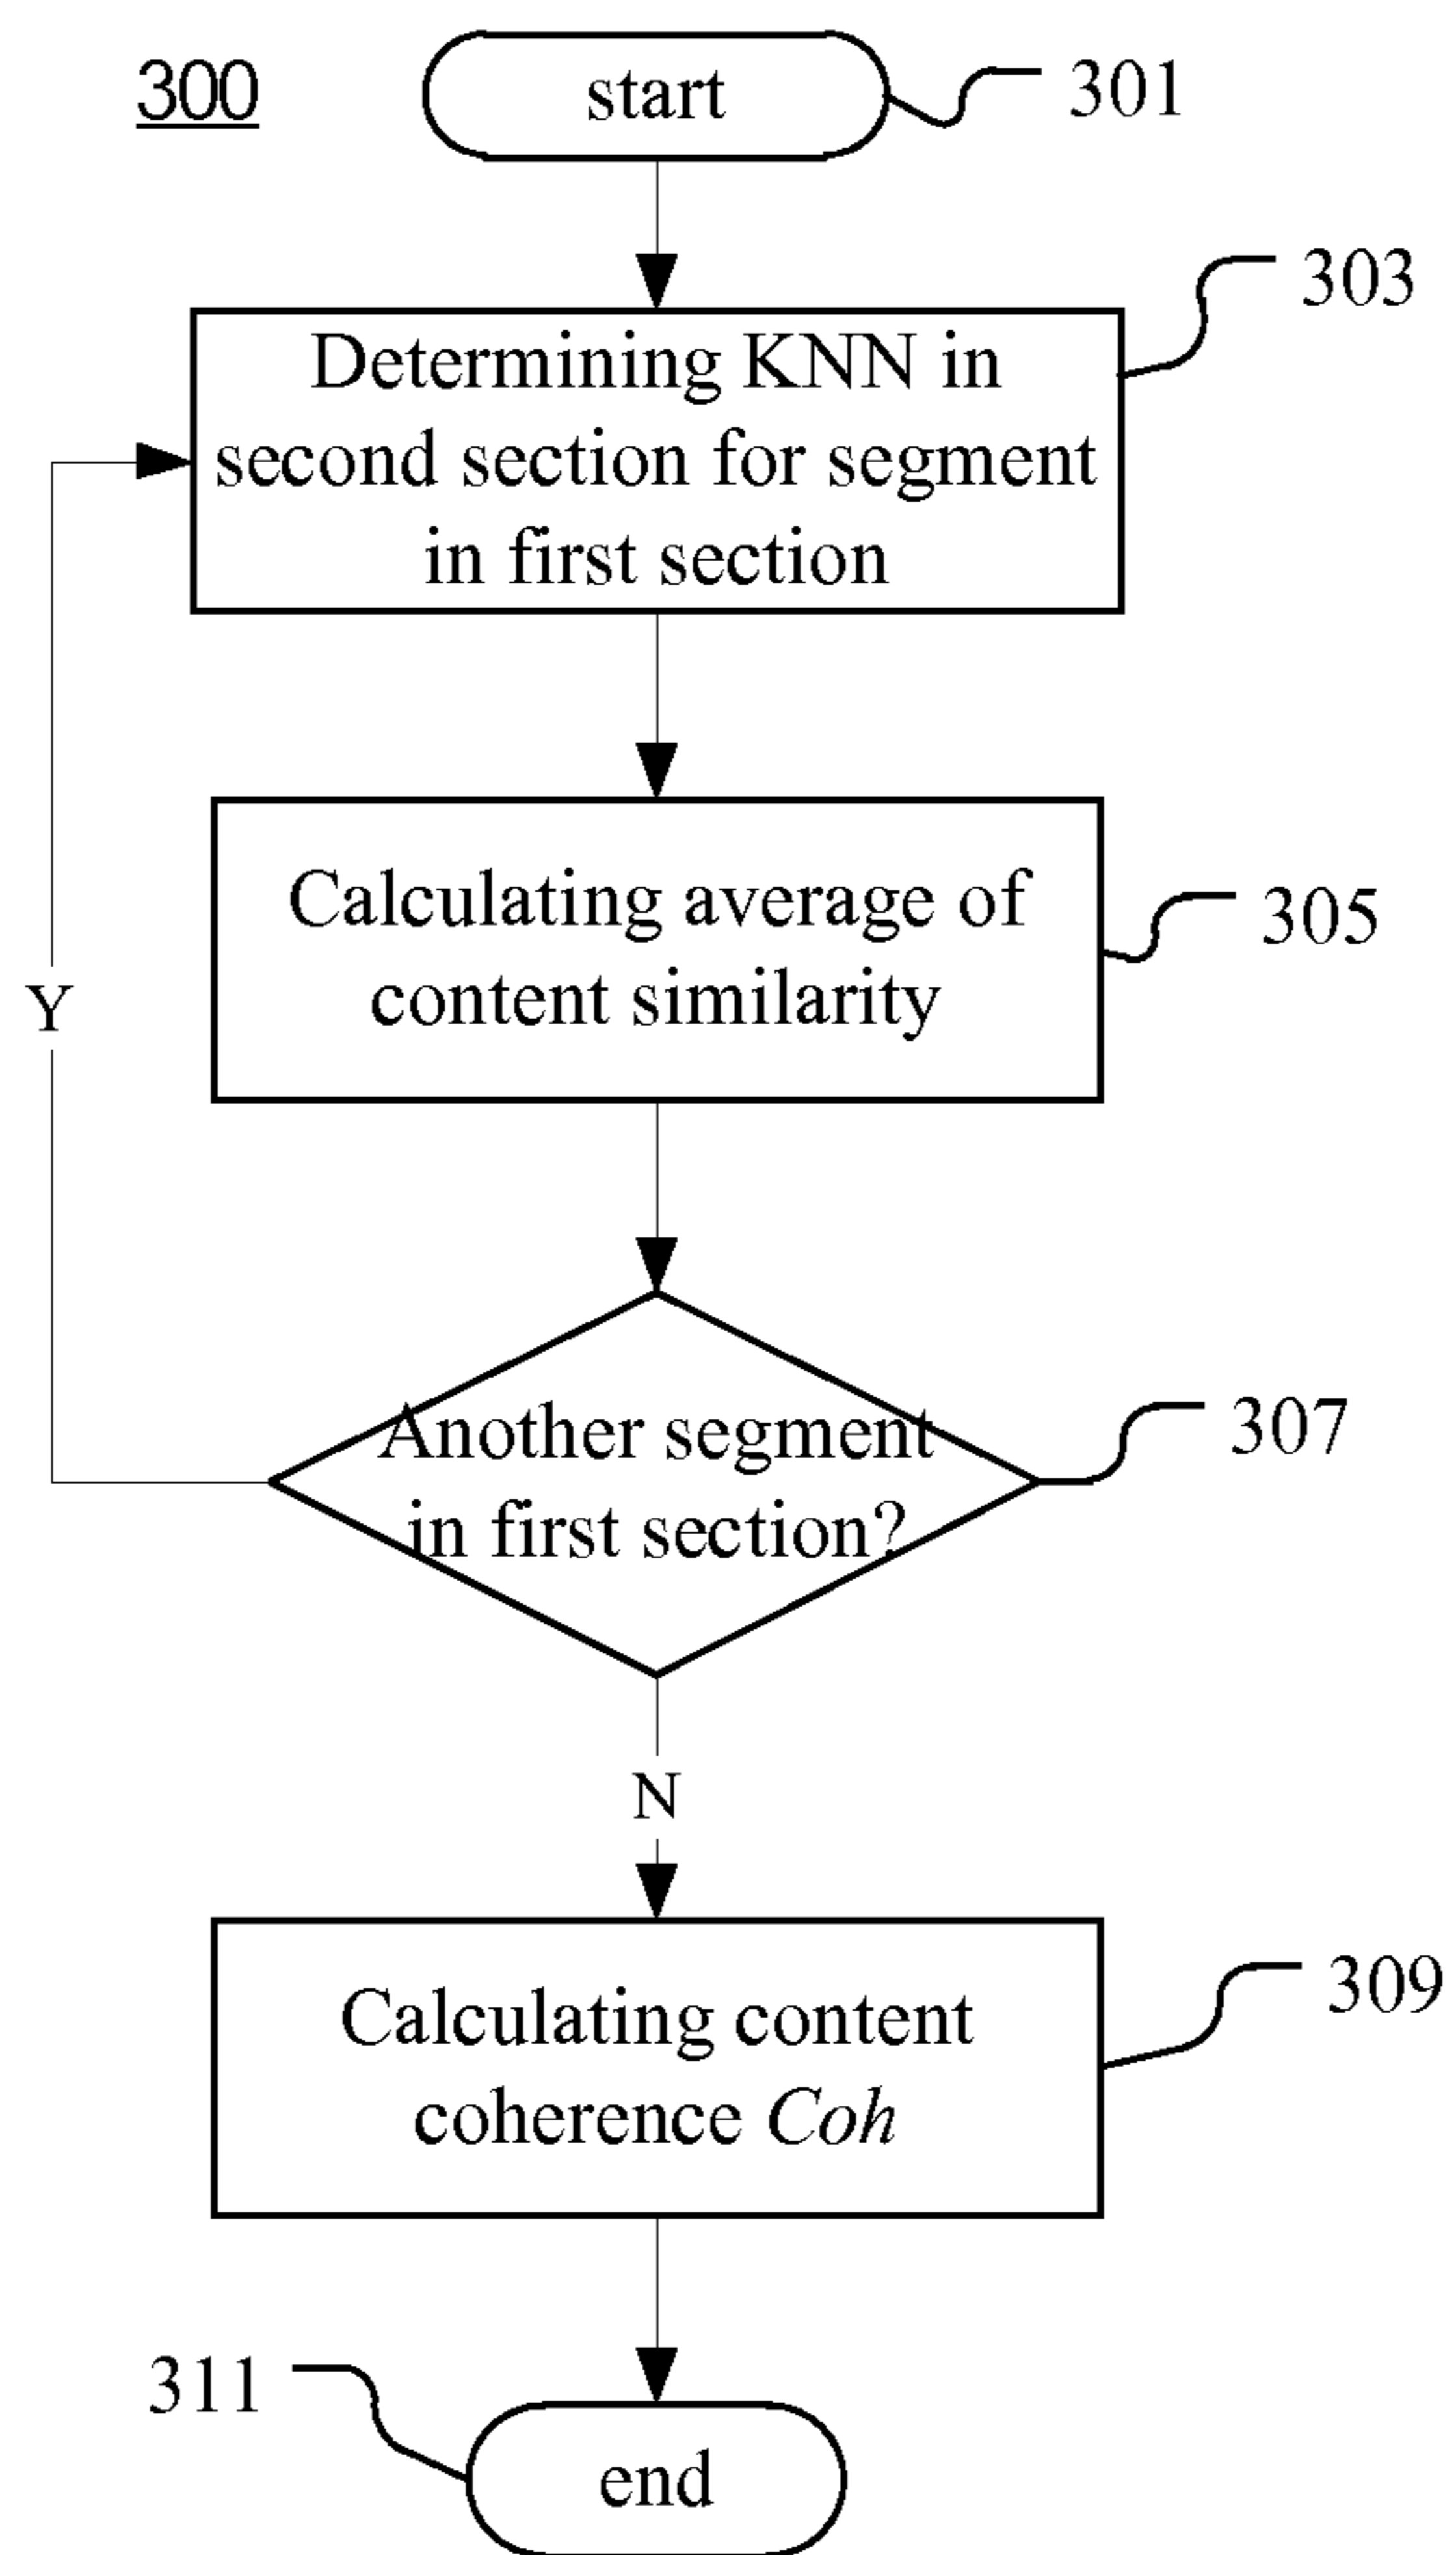 300
start
301
303
Determining KNN in
second section for segment
in first section
Calculating average of
content similarity
305
Y
Another segment
in first section?
307
N
Calculating content
coherence Coh
309
311
end